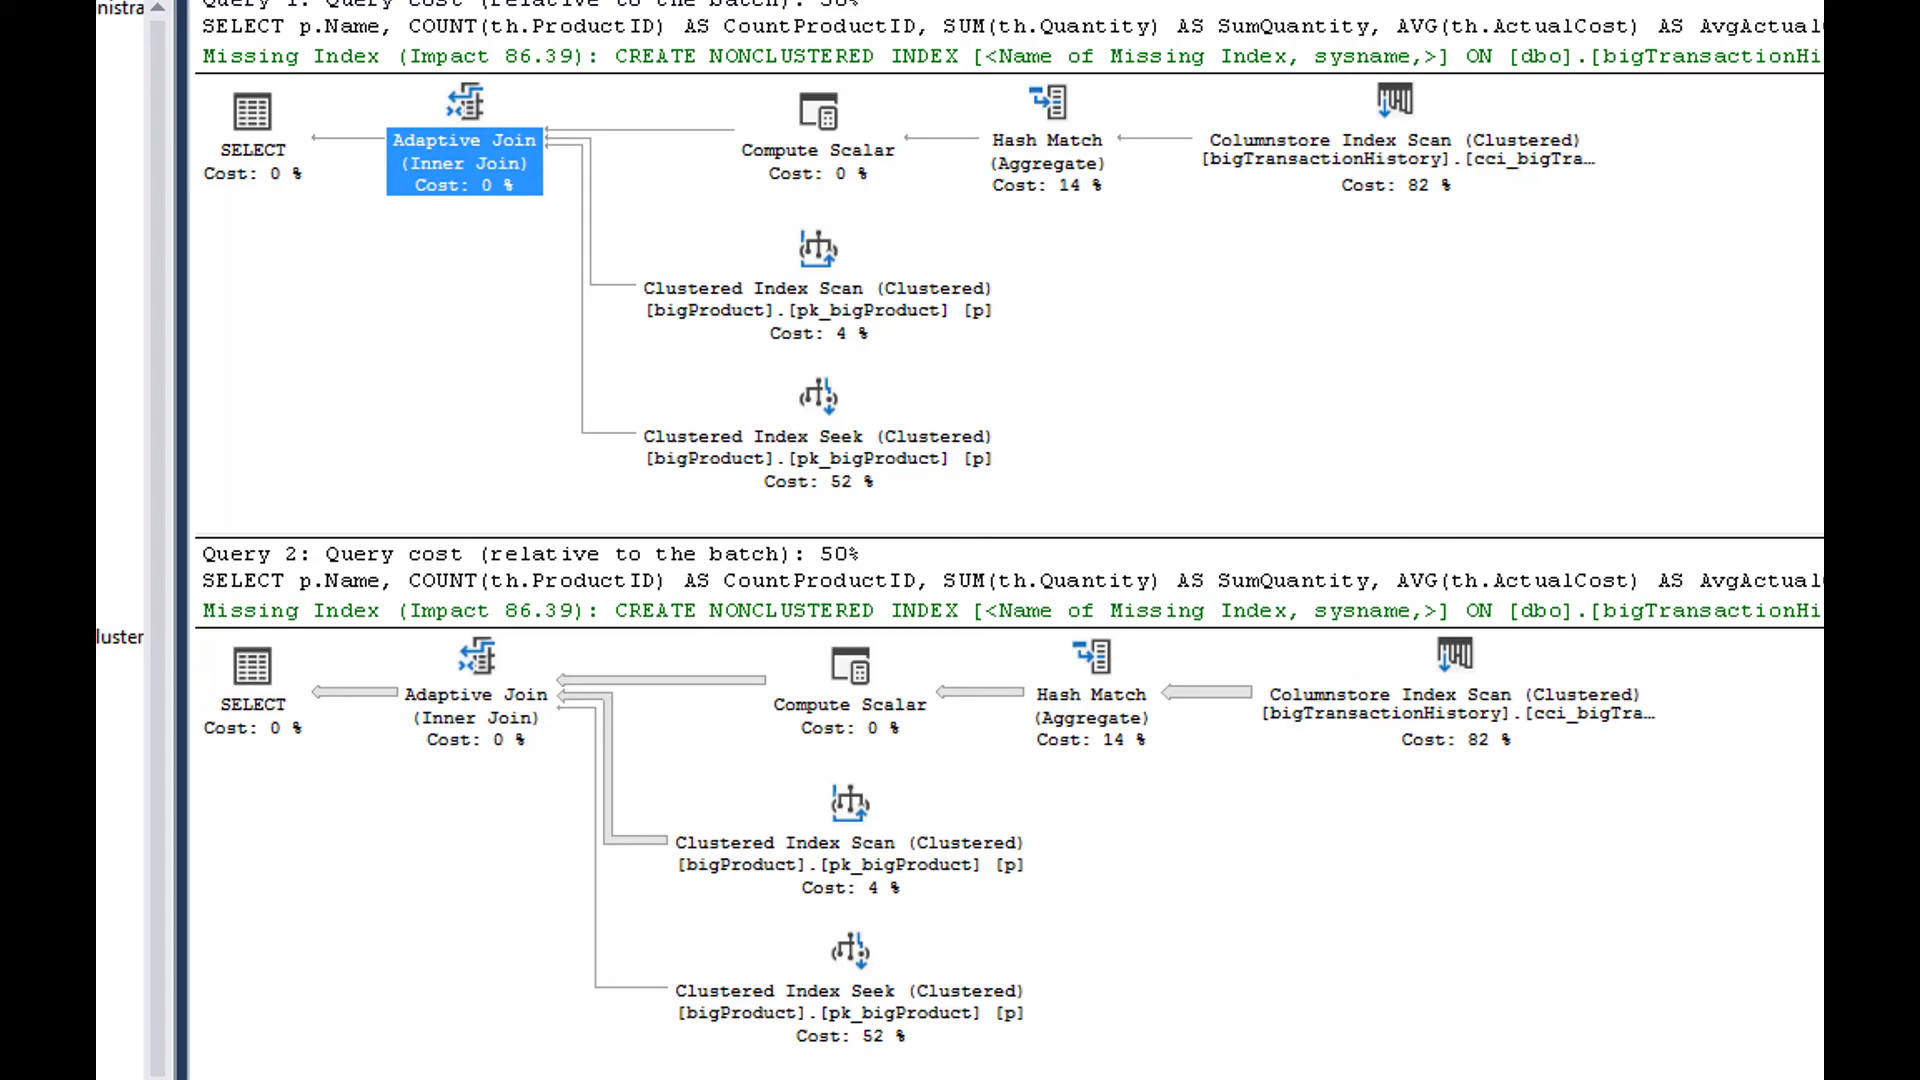 nistra
Query 1: Query cost (relative to the batch): 50%
SELECT p.Name, COUNT(th.ProductID) AS CountProductID, SUM(th.Quantity) AS SumQuantity, AVG(th.ActualCost) AS AvgActual
Missing Index (Impact 86.39): CREATE NONCLUSTERED INDEX [<Name of Missing Index, sysname,>] ON [dbo].[bigTransactionHi
SELECT
Cost: 0 %
Adaptive Join
(Inner Join)
Cost: 0 %
Compute Scalar
Cost: 0 %
Hash Match
(Aggregate)
Cost: 14 %
Columnstore Index Scan (Clustered)
[bigTransactionHistory].[cci_bigTra…
Cost: 82 %
Clustered Index Scan (Clustered)
[bigProduct].[pk_bigProduct] [p]
Cost: 4 %
Clustered Index Seek (Clustered)
[bigProduct].[pk_bigProduct] [p]
Cost: 52 %
Query 2: Query cost (relative to the batch): 50%
SELECT p.Name, COUNT(th.ProductID) AS CountProductID, SUM(th.Quantity) AS SumQuantity, AVG(th.ActualCost) AS AvgActual
Missing Index (Impact 86.39): CREATE NONCLUSTERED INDEX [<Name of Missing Index, sysname,>] ON [dbo].[bigTransactionHi
luster
SELECT
Cost: 0 %
Adaptive Join
(Inner Join)
Cost: 0 %
Compute Scalar
Cost: 0 %
Hash Match
(Aggregate)
Cost: 14 %
Columnstore Index Scan (Clustered)
[bigTransactionHistory].[cci_bigTra…
Cost: 82 %
Clustered Index Scan (Clustered)
[bigProduct].[pk_bigProduct] [p]
Cost: 4 %
Clustered Index Seek (Clustered)
[bigProduct].[pk_bigProduct] [p]
Cost: 52 %